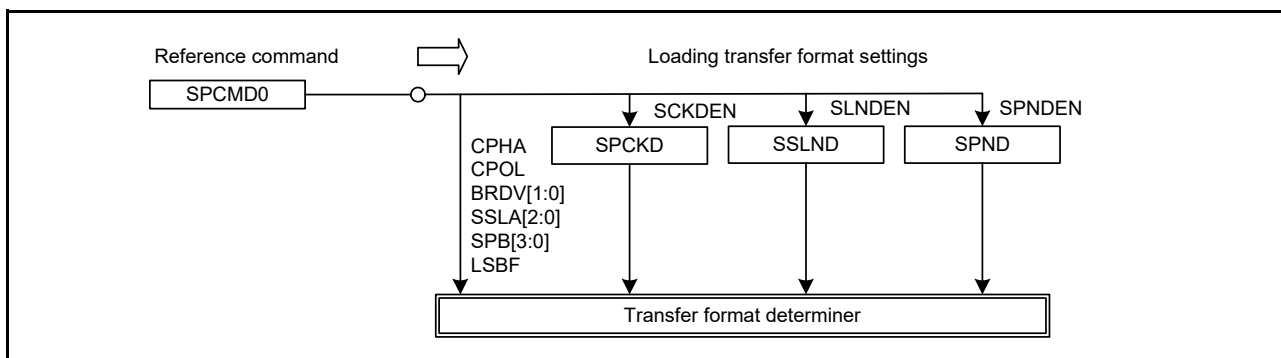 Reference command
Loading transfer format settings
SPCMD0
SCKDEN
SLNDEN
SPNDEN
SPCKD
SSLND
SPND
CPHA
CPOL
BRDV[1:0]
SSLA[2:0]
SPB[3:0]
LSBF
Transfer format determiner